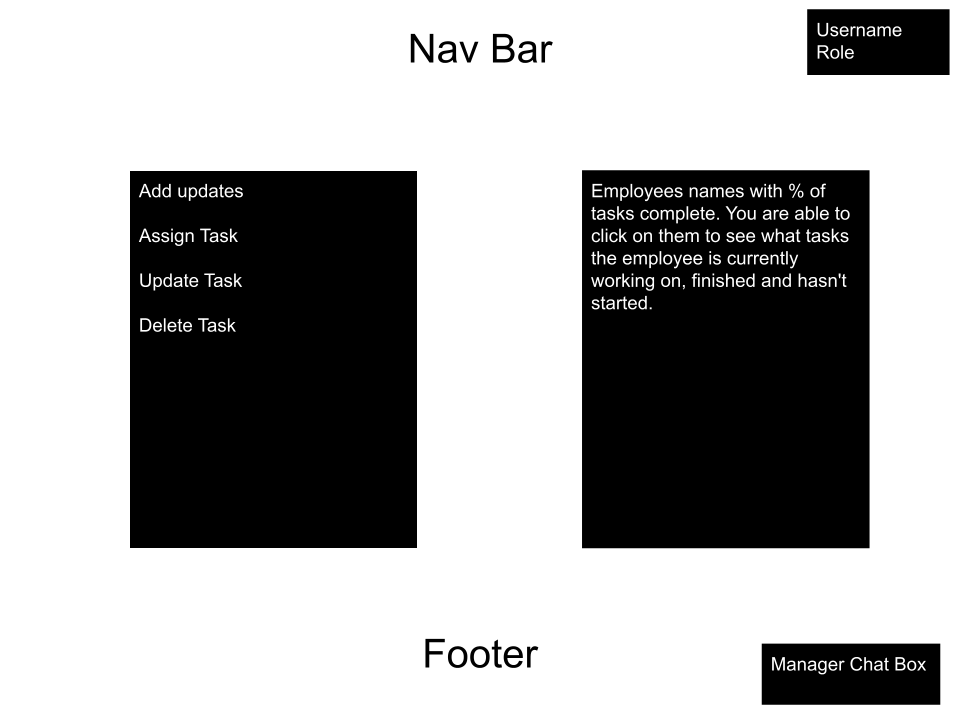 Nav Bar
Username
Role
Add updates
Assign Task
Update Task
Delete Task
Employees names with % of
tasks complete. You are able to
click on them to see what tasks
the employee is currently
working on, finished and hasn't
started.
Footer
Manager Chat Box